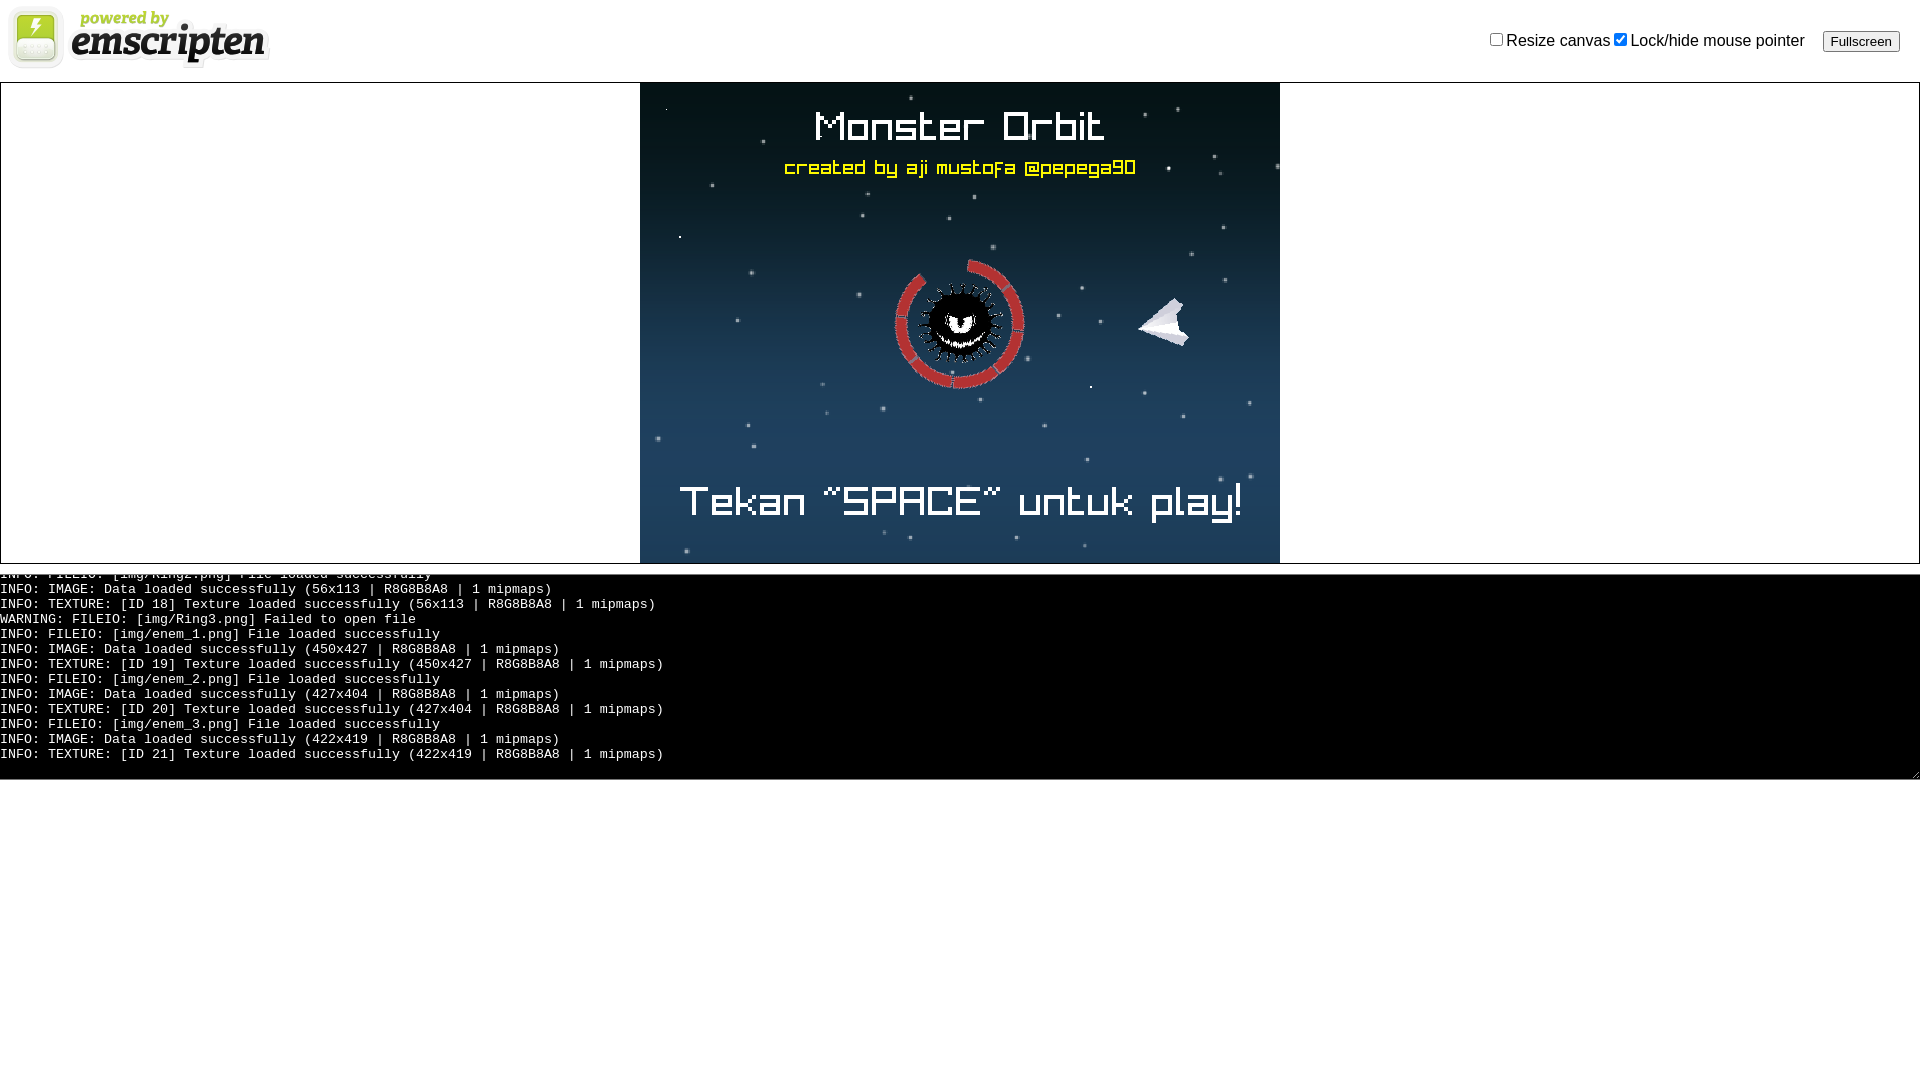 powered by
emscripten
Resize canvas Lock/hide mouse pointer Fullscreen
Monster Orbit
created by aji mustofa @pepega90
Tekan "SPACE" untuk play!
INFO: FILEIO: [img/Ring2.png] File loaded successfully
INFO: IMAGE: Data loaded successfully (56x113 | R8G8B8A8 | 1 mipmaps)
INFO: TEXTURE: [ID 18] Texture loaded successfully (56x113 | R8G8B8A8 | 1 mipmaps)
WARNING: FILEIO: [img/Ring3.png] Failed to open file
INFO: FILEIO: [img/enem_1.png] File loaded successfully
INFO: IMAGE: Data loaded successfully (450x427 | R8G8B8A8 | 1 mipmaps)
INFO: TEXTURE: [ID 19] Texture loaded successfully (450x427 | R8G8B8A8 | 1 mipmaps)
INFO: FILEIO: [img/enem_2.png] File loaded successfully
INFO: IMAGE: Data loaded successfully (427x404 | R8G8B8A8 | 1 mipmaps)
INFO: TEXTURE: [ID 20] Texture loaded successfully (427x404 | R8G8B8A8 | 1 mipmaps)
INFO: FILEIO: [img/enem_3.png] File loaded successfully
INFO: IMAGE: Data loaded successfully (422x419 | R8G8B8A8 | 1 mipmaps)
INFO: TEXTURE: [ID 21] Texture loaded successfully (422x419 | R8G8B8A8 | 1 mipmaps)